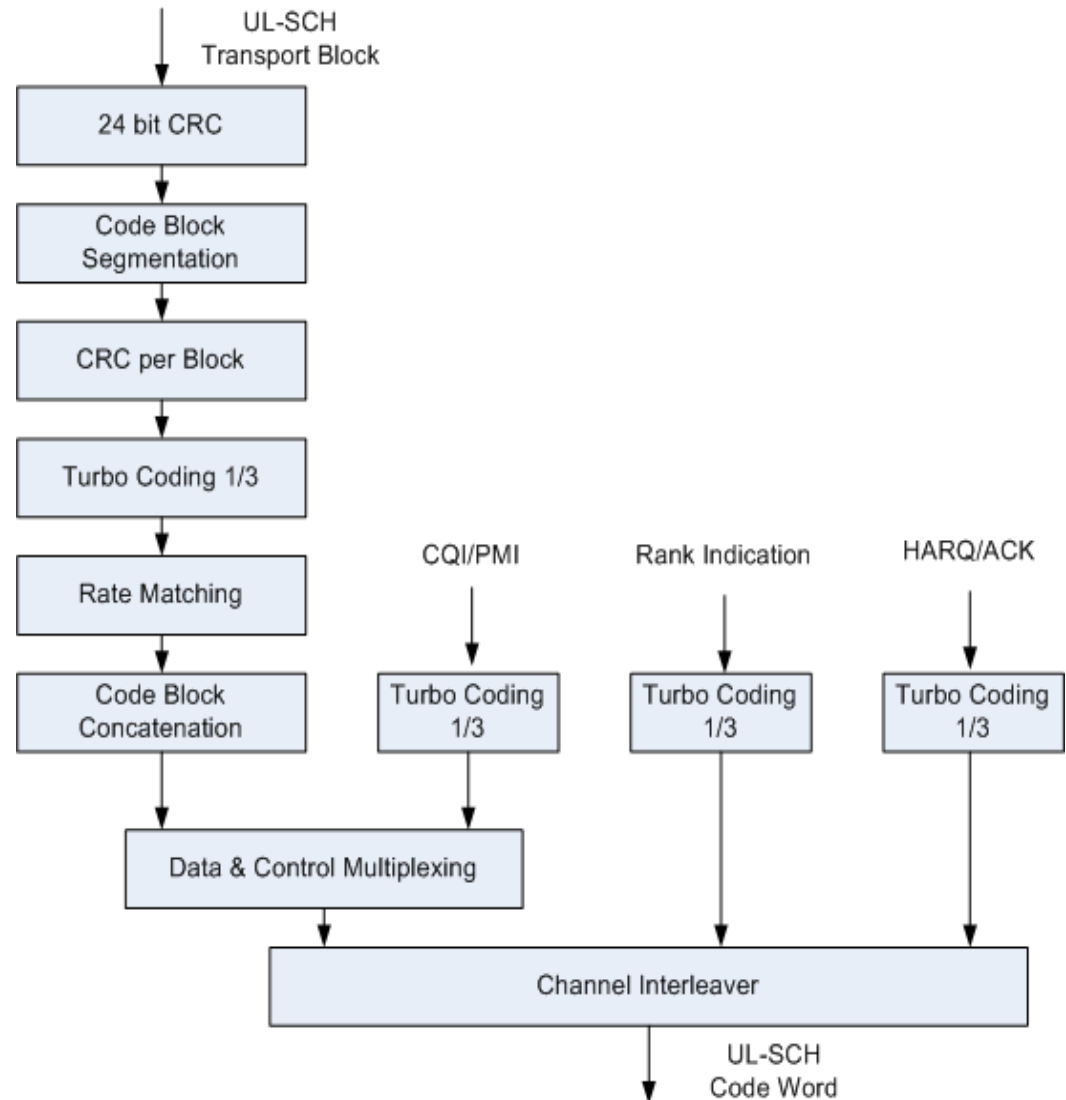 UL-SCH
Transport Block
24 bit CRC
Code Block
Segmentation
CRC per Block
Turbo Coding 1/3
Rate Matching
CQI/PMI
Rank Indication
HARQ/ACK
Code Block
Concatenation
Turbo Coding
1/3
Turbo Coding
1/3
Turbo Coding
1/3
Data & Control Multiplexing
Channel Interleaver
UL-SCH
Code Word